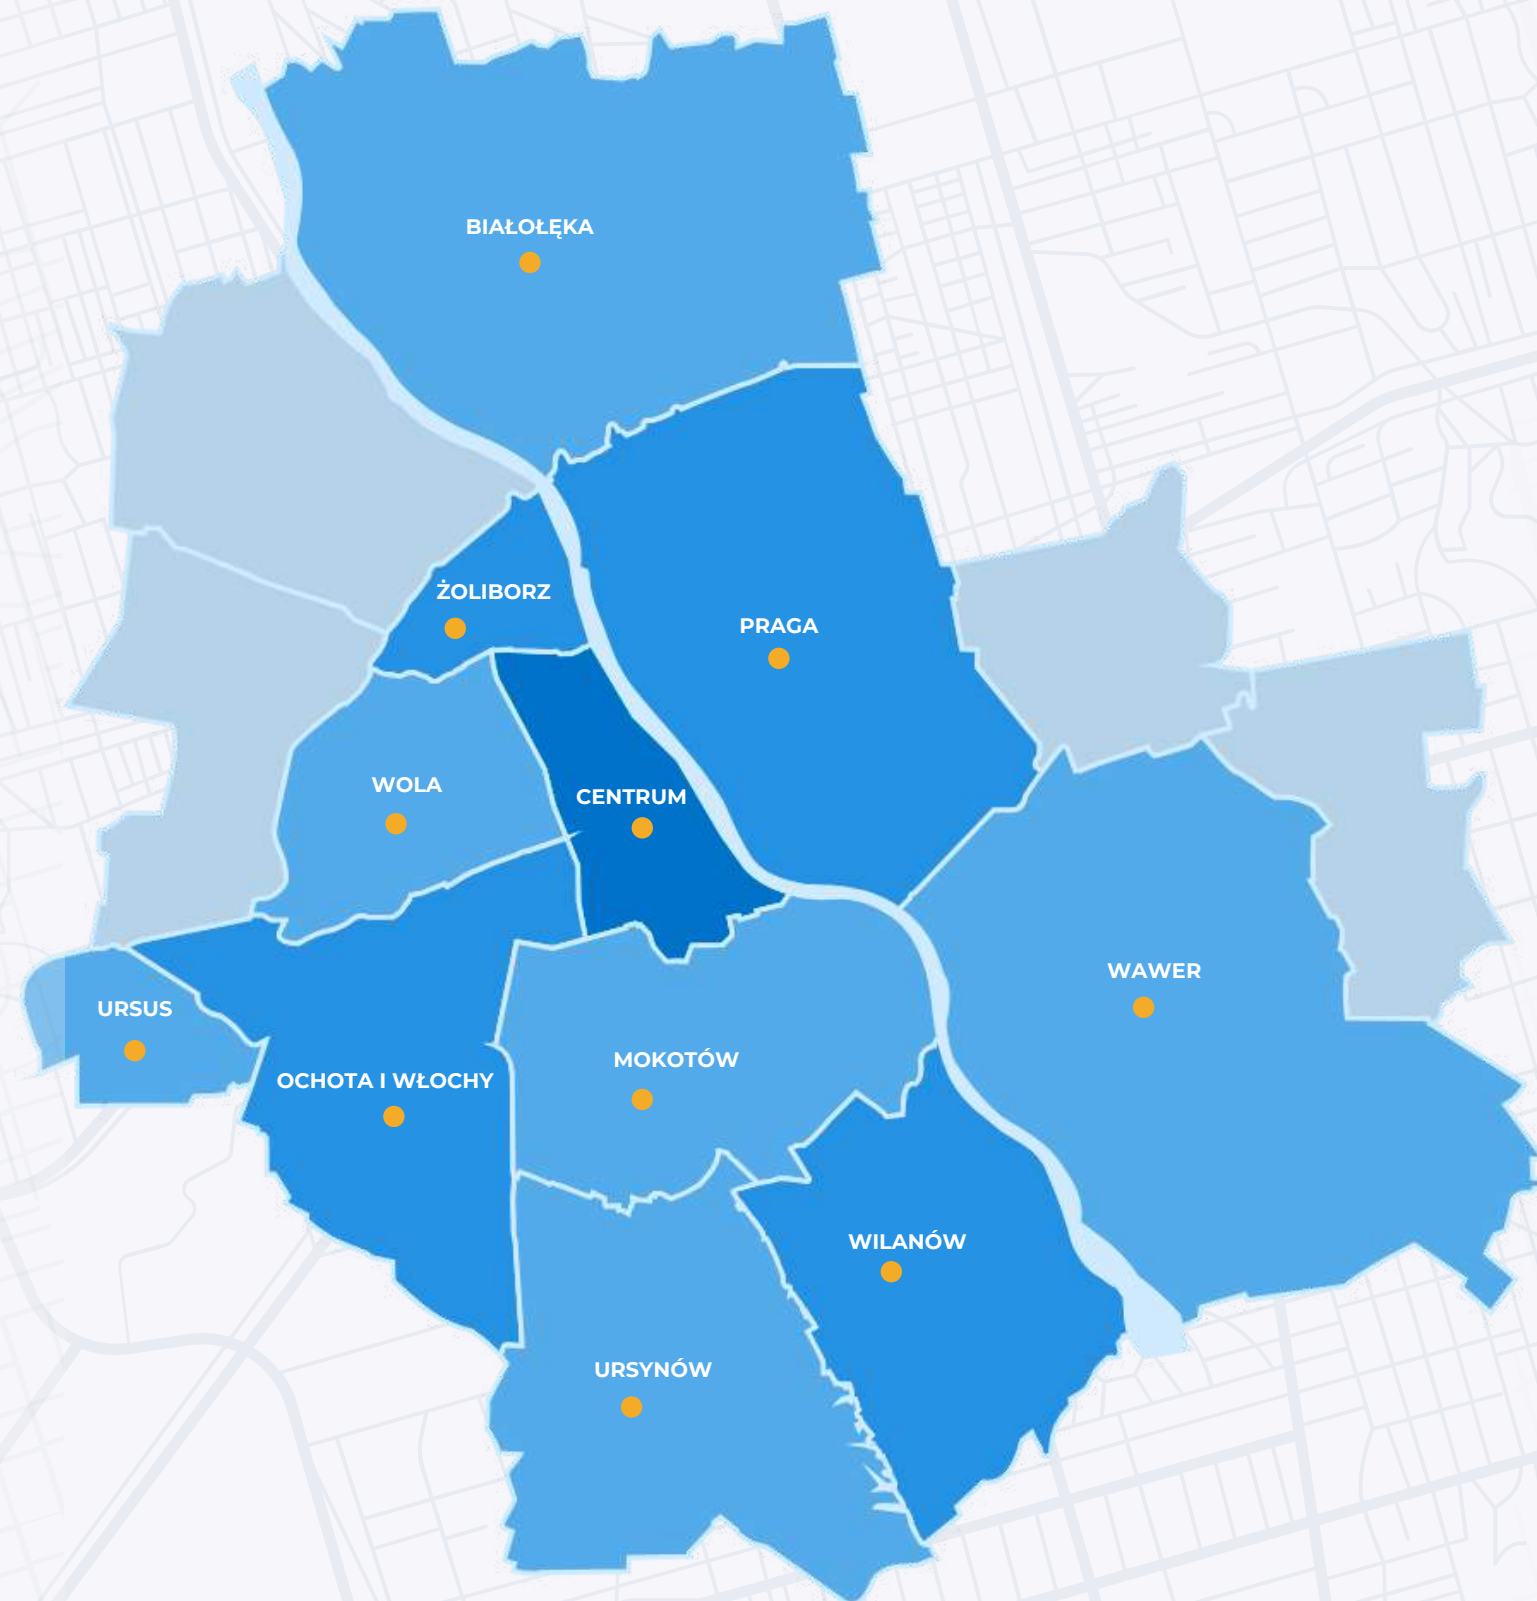 BIAŁOŁĘKA
ŻOLIBORZ
PRAGA
WOLA
CENTRUM
WAWER
URSUS
MOKOTÓW
OCHOTA I WŁOCHY
WILANÓW
URSYNÓW